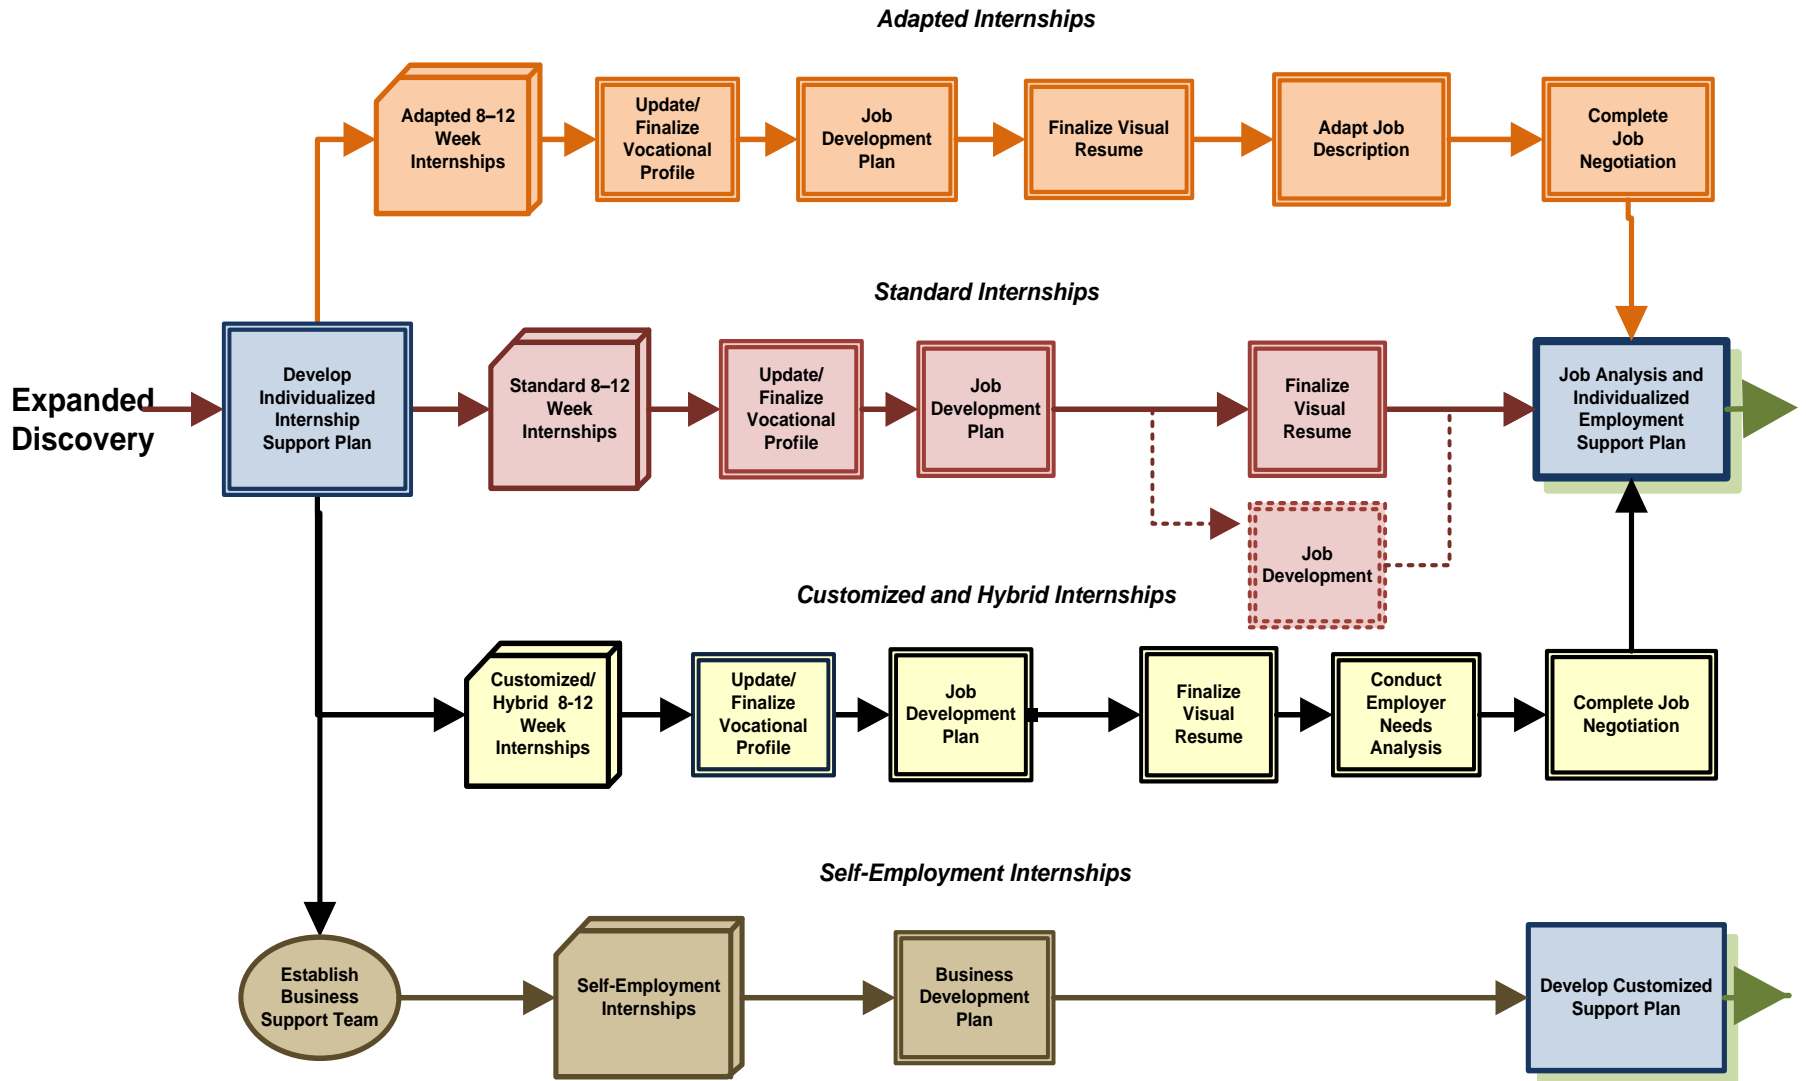 Adapted Internships
Adapted 8–12
Week
Internships
Update/
Finalize
Vocational
Profile
Job
Development
Plan
Finalize Visual
Resume
Adapt Job
Description
Complete
Job
Negotiation
Standard Internships
Expanded
Discovery
Develop
Individualized
Internship
Support Plan
Standard 8–12
Week
Internships
Update/
Finalize
Vocational
Profile
Job
Development
Plan
Finalize
Visual
Resume
Job Analysis and
Individualized
Employment
Support Plan
Job
Development
Customized and Hybrid Internships
Customized/
Hybrid 8-12
Week
Internships
Update/
Finalize
Vocational
Profile
Job
Development
Plan
Finalize
Visual
Resume
Conduct
Employer
Needs
Analysis
Complete Job
Negotiation
Self-Employment Internships
Establish
Business
Support Team
Self-Employment
Internships
Business
Development
Plan
Develop Customized
Support Plan